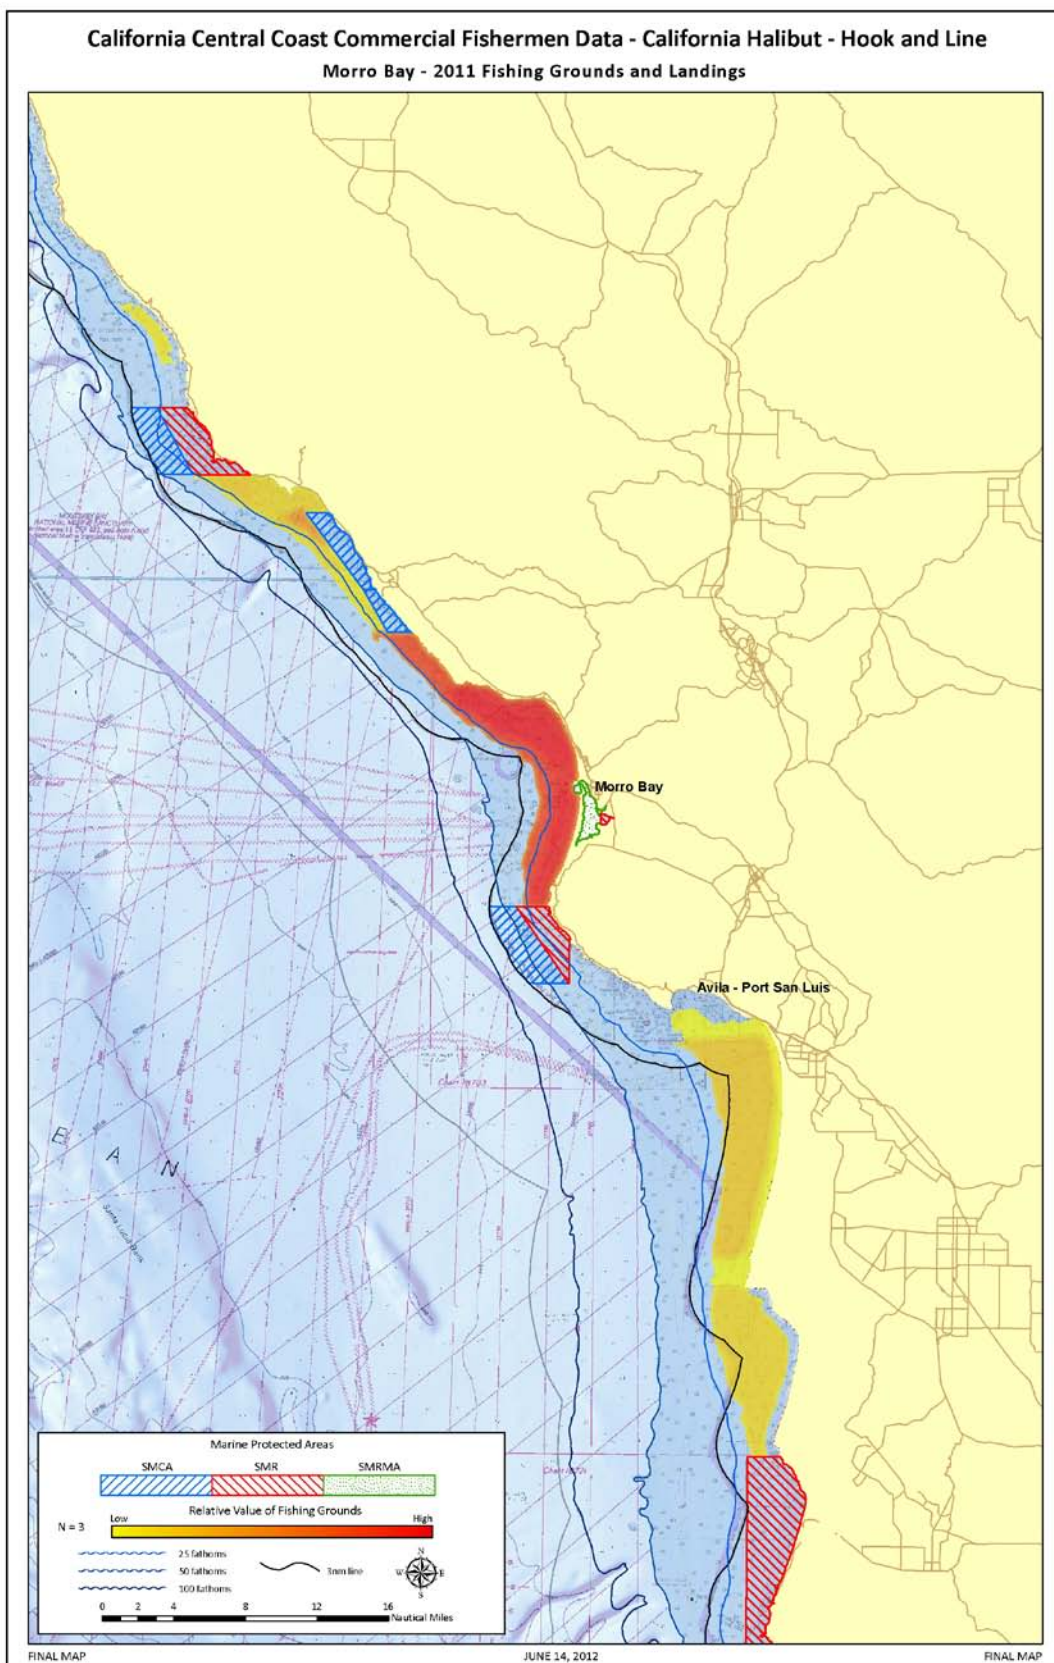 California Central Coast Commercial Fishermen Data - California Halibut - Hook and Line
Morro Bay - 2011 Fishing Grounds and Landings
Morro Bay
Avila - Port San Luis
E A N
Santa Lucia Bank
Marine Protected Areas
SMCA SMR SMRMA
Relative Value of Fishing Grounds
Low High
N = 3
25 fathoms
50 fathoms
100 fathoms
3nm line
N
W E
S
0 2 4 8 12 16
Nautical Miles
FINAL MAP JUNE 14, 2012 FINAL MAP